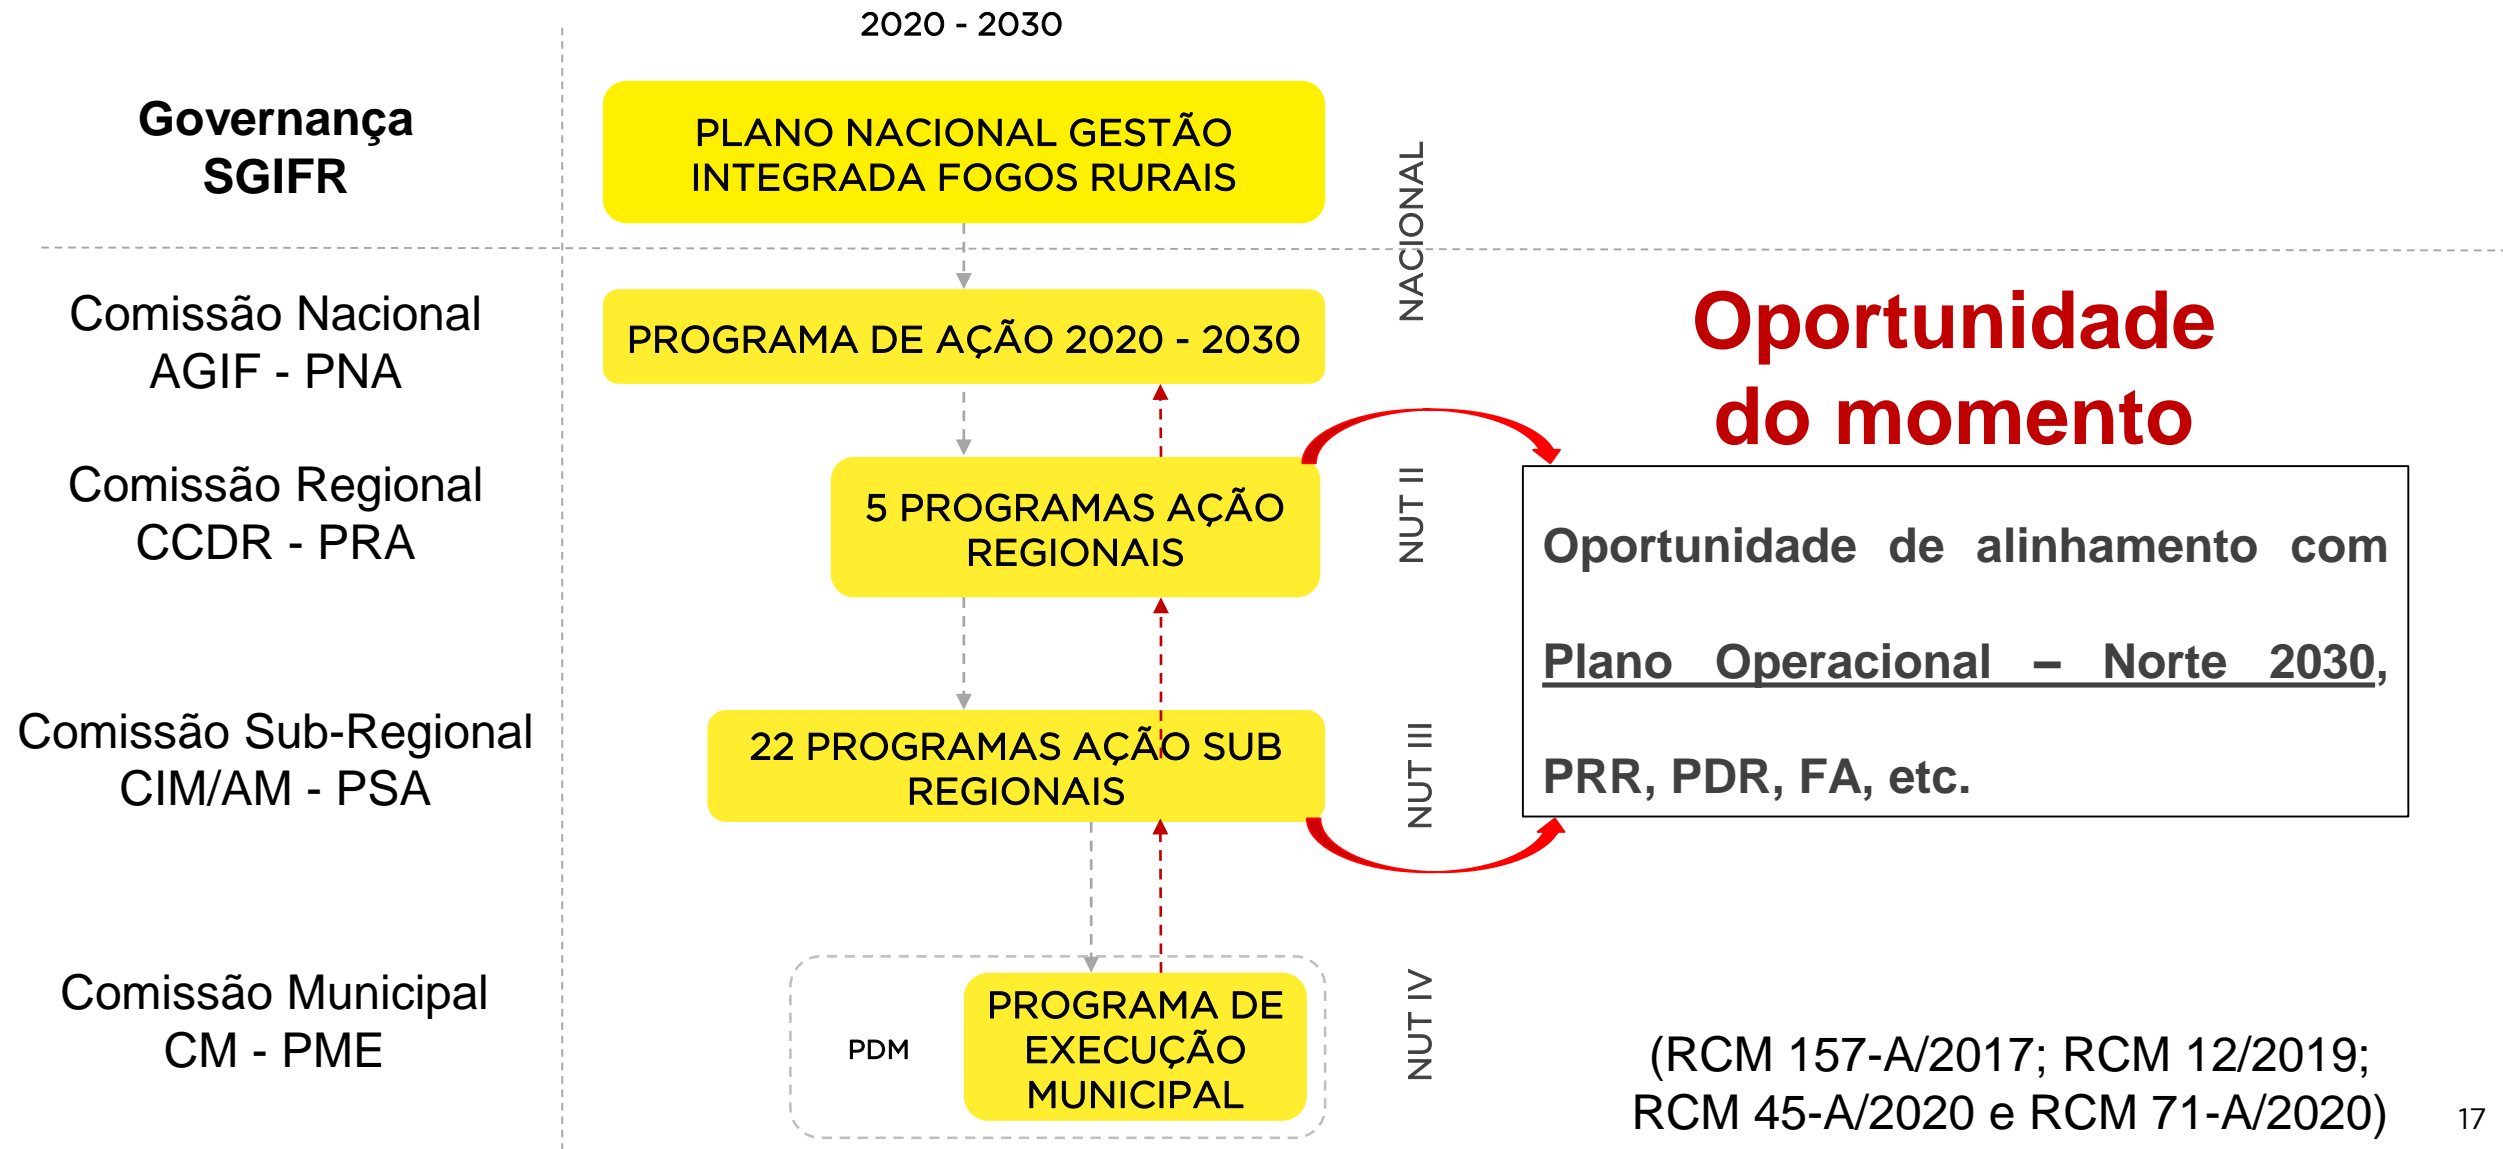 2020 - 2030
Governança
SGIFR
PLANO NACIONAL GESTÃO
INTEGRADA FOGOS RURAIS
NACIONAL
Comissão Nacional
AGIF - PNA
PROGRAMA DE AÇÃO 2020 - 2030
Oportunidade
do momento
Comissão Regional
CCDR - PRA
5 PROGRAMAS AÇÃO
REGIONAIS
NUT II
Oportunidade de alinhamento com
Plano Operacional – Norte 2030,
PRR, PDR, FA, etc.
Comissão Sub-Regional
CIM/AM - PSA
22 PROGRAMAS AÇÃO SUB
REGIONAIS
NUT III
Comissão Municipal
CM - PME
PDM
PROGRAMA DE
EXECUÇÃO
MUNICIPAL
NUT IV
(RCM 157-A/2017; RCM 12/2019;
RCM 45-A/2020 e RCM 71-A/2020)
17